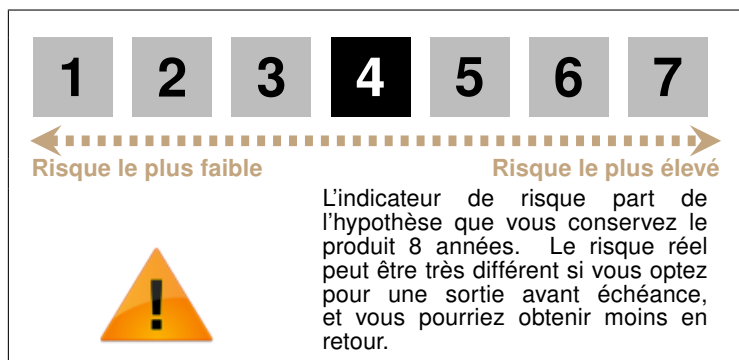 1 2 3 4 5 6 7
Risque le plus faible Risque le plus élevé
L'indicateur de risque part de
l'hypothèse que vous conservez le
produit 8 années. Le risque réel
peut être très différent si vous optez
pour une sortie avant échéance,
et vous pourriez obtenir moins en
retour.
!